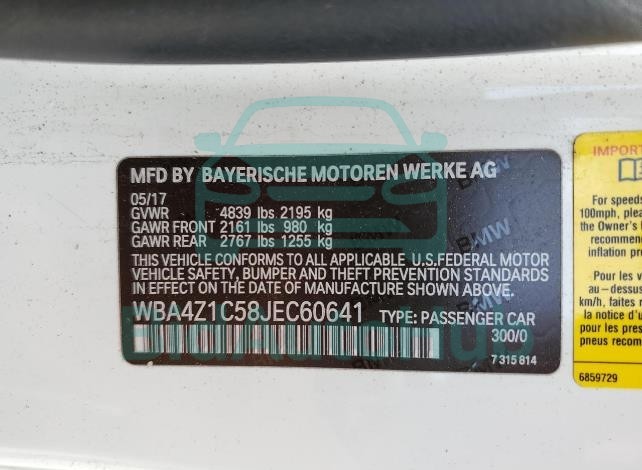 MFD BY BAYERISCHE MOTOREN WERKE AG
05/17
GVWR 4839 lbs 2195 kg
GAWR FRONT 2161 lbs 980 kg
GAWR REAR 2767 lbs 1255 kg
THIS VEHICLE CONFORMS TO ALL APPLICABLE U.S.FEDERAL MOTOR
VEHICLE SAFETY, BUMPER AND THEFT PREVENTION STANDARDS
IN EFFECT ON THE DATE OF MANUFACTURE SHOWN ABOVE.
WBA4Z1C58JEC60641 TYPE: PASSENGER CAR
300/0
7 315 814
BMW
IMPORT
For speeds
100mph, plea
the Owner's
recommen
inflation pr
Pour les v
au-dessus
km/h, faites r
la notice d'u
pour les pres
pneu recom
6859729